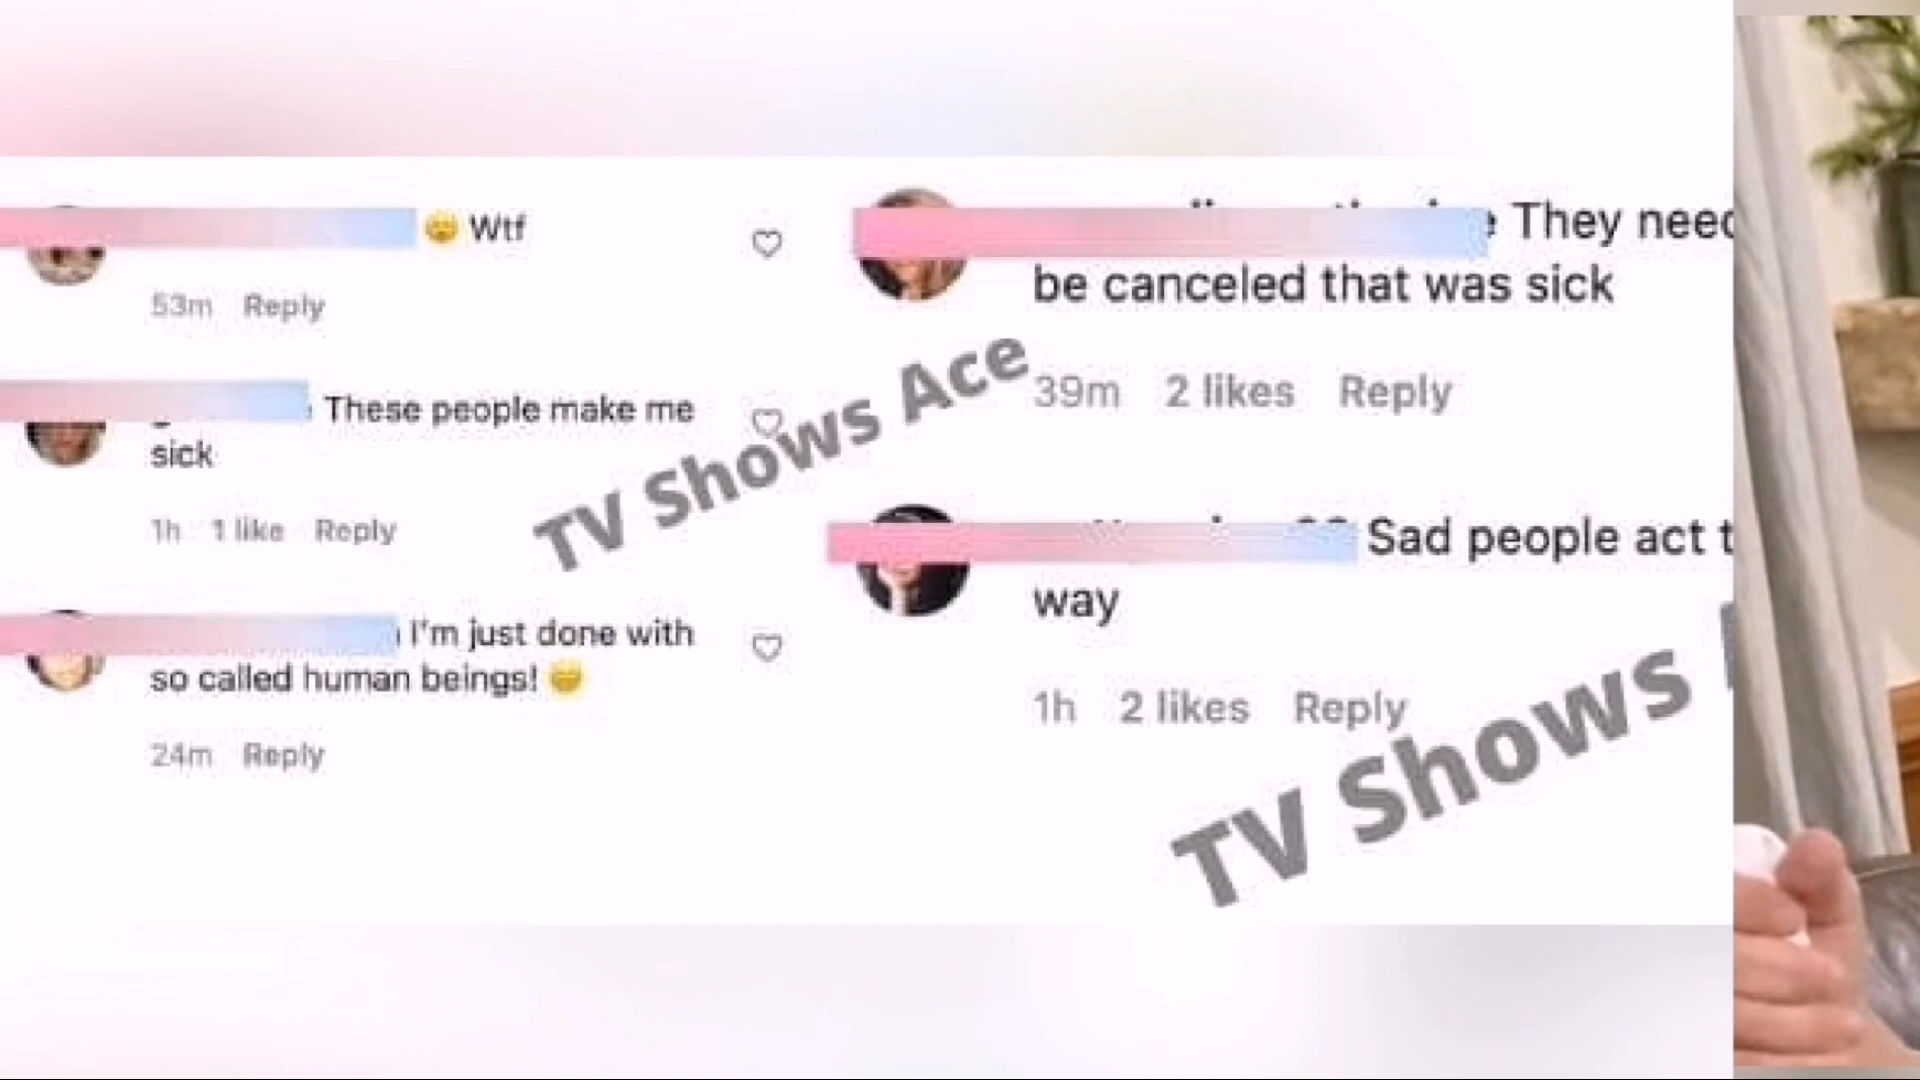 Wtf
53m Reply
These people make me
sick
1h 1 like Reply
I'm just done with
so called human beings!
24m Reply
They need
be canceled that was sick
39m 2 likes Reply
Sad people act
way
1h 2 likes Reply
TV Shows Ace
TV Shows